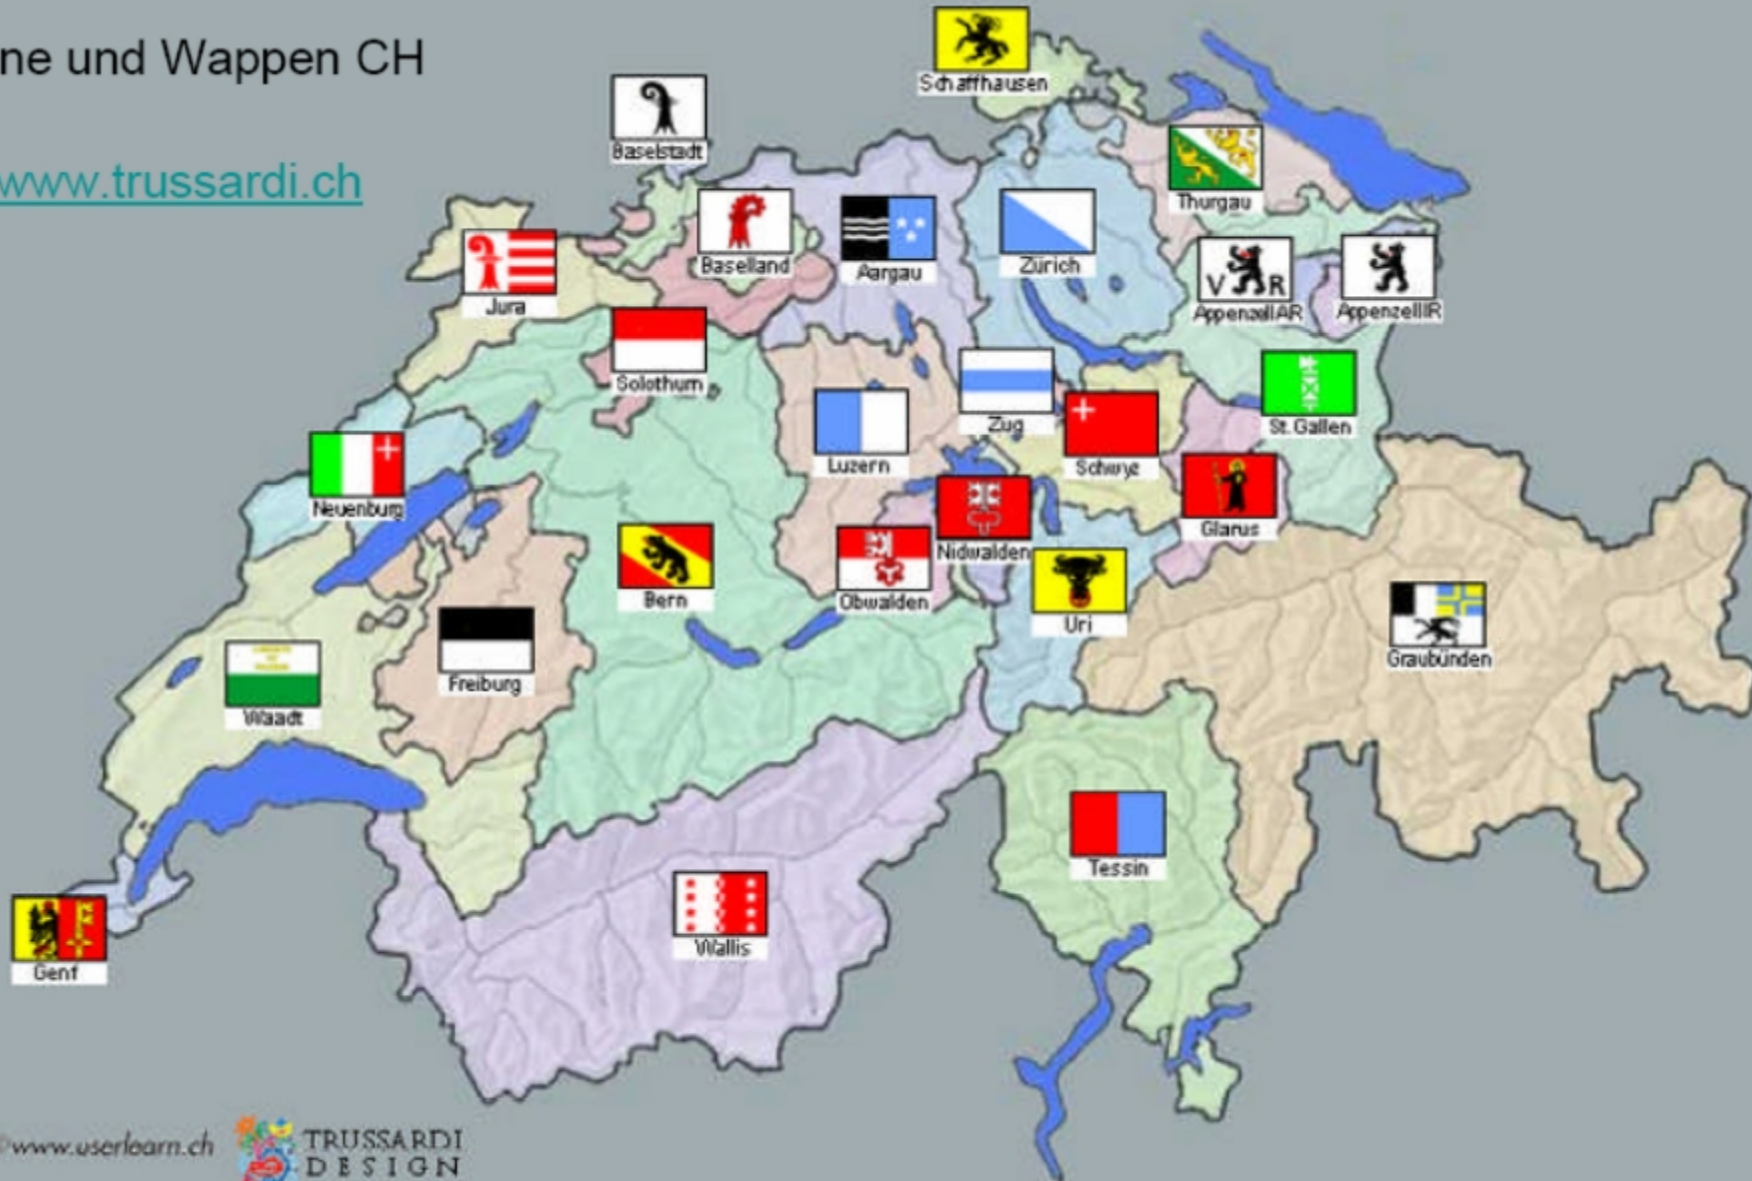 ne und Wappen CH
www.trussardi.ch
Schaffhausen
Baselstadt
Thurgau
Baselland
Aargau
Zürich
Jura
V R
AppenzellAR
AppenzellIR
Solothurn
Zug
St.Gallen
Luzern
Schwyz
Neuenburg
Glarus
Nidwalden
Bern
Obwalden
Uri
Graubünden
Freiburg
Waadt
Tessin
Wallis
Genf
©www.userlearn.ch
TRUSSARDI
DESIGN